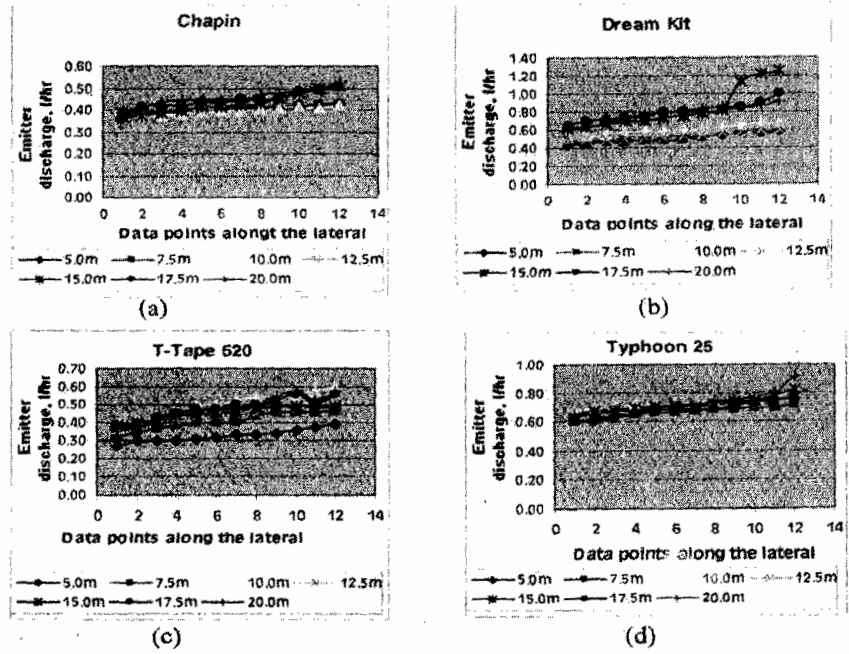 Chapin
Emitter discharge, l/hr
0.60
0.50
0.40
0.30
0.20
0.10
0.00
0 2 4 6 8 10 12 14
Data points alongt the lateral
5.0m 7.5m 10.0m 12.5m
15.0m 17.5m 20.0m
(a)
Dream Kit
Emitter discharge, l/hr
1.40
1.20
1.00
0.80
0.60
0.40
0.20
0.00
0 2 4 6 8 10 12 14
Data points along the lateral
5.0m 7.5m 10.0m 12.5m
15.0m 17.5m 20.0m
(b)
T-Tape 520
Emitter discharge, l/hr
0.70
0.60
0.50
0.40
0.30
0.20
0.10
0.00
0 2 4 6 8 10 12 14
Data points along the lateral
5.0m 7.5m 10.0m 12.5m
15.0m 17.5m 20.0m
(c)
Typhoon 25
Emitter discharge, l/hr
1.00
0.80
0.60
0.40
0.20
0.00
0 2 4 6 8 10 12 14
Data points along the lateral
5.0m 7.5m 10.0m 12.5m
15.0m 17.5m 20.0m
(d)